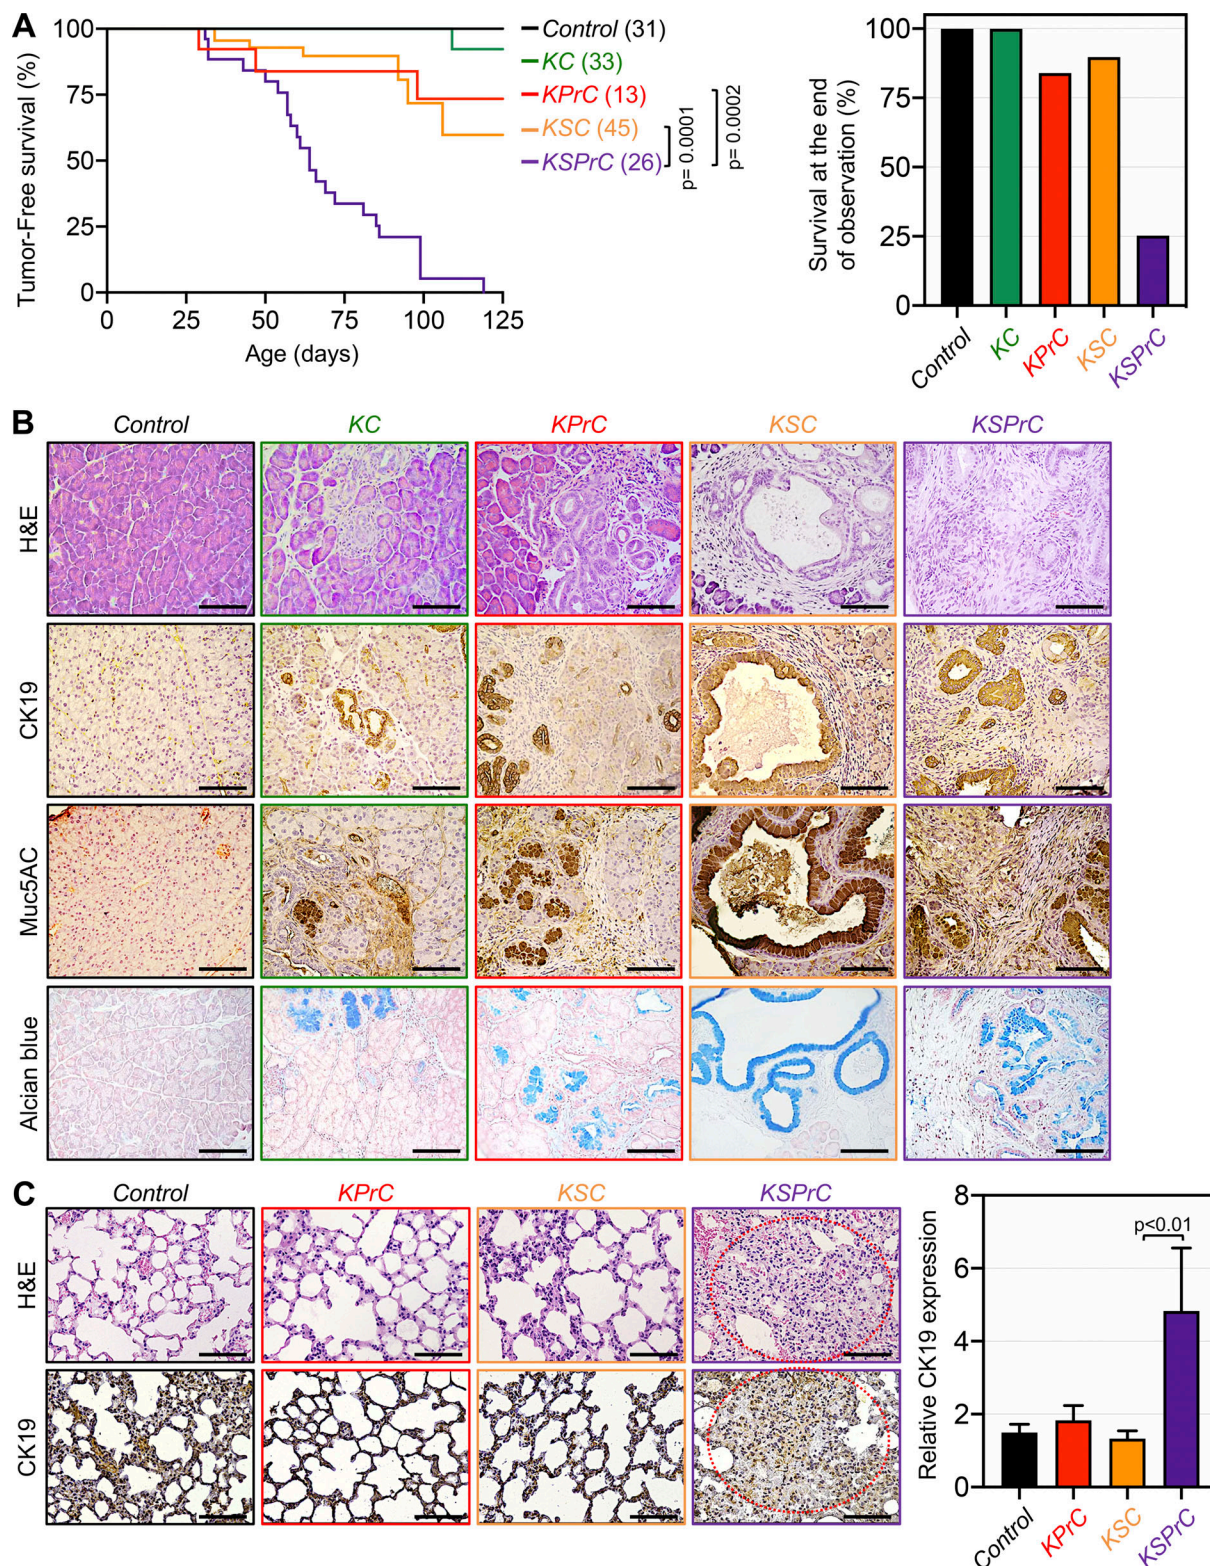 A
Tumor-Free survival (%)
100
75
50
25
0
0 25 50 75 100 125
Age (days)
Control (31)
KC (33)
KPrC (13)
KSC (45)
KSPrC (26)
p= 0.0001
p= 0.0002
Survival at the end
of observation (%)
100
75
50
25
0
Control KC KPrC KSC KSPrC
B
Control KC KPrC KSC KSPrC
H&E
CK19
Muc5AC
Alcian blue
C
Control KPrC KSC KSPrC
H&E
CK19
Relative CK19 expression
8
6
4
2
0
p<0.01
Control KPrC KSC KSPrC